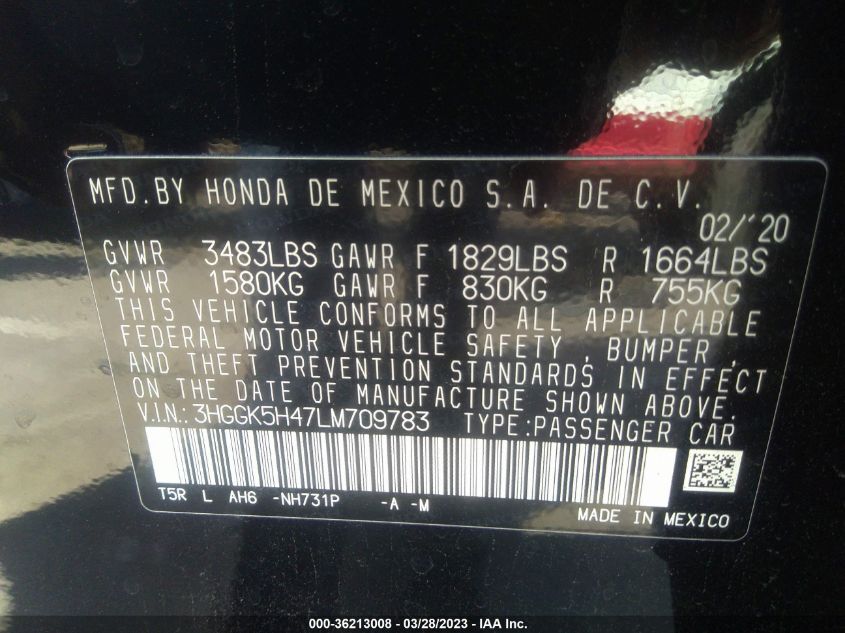 MFD.BY HONDA DE MEXICO S.A. DE C.V.
02/'20
GVWR 3483LBS GAWR F 1829LBS R 1664LBS
GVWR 1580KG GAWR F 830KG R 755KG
THIS VEHICLE CONFORMS TO ALL APPLICABLE
FEDERAL MOTOR VEHICLE SAFETY , BUMPER ,
AND THEFT PREVENTION STANDARDS IN EFFECT
ON THE DATE OF MANUFACTURE SHOWN ABOVE.
V.I.N.: 3HGGK5H47LM709783 TYPE:PASSENGER CAR
T5R L AH6 -NH731P -A -M
MADE IN MEXICO
000-36213008 / 03/28/2023 - IAA Inc.